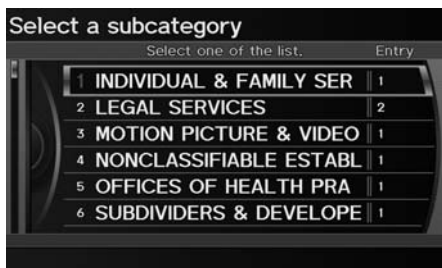 Select a subcategory
Select one of the list. Entry
1 INDIVIDUAL & FAMILY SER 1
2 LEGAL SERVICES 2
3 MOTION PICTURE & VIDEO 1
4 NONCLASSIFIABLE ESTABL 1
5 OFFICES OF HEALTH PRA 1
6 SUBDIVIDERS & DEVELOPE 1